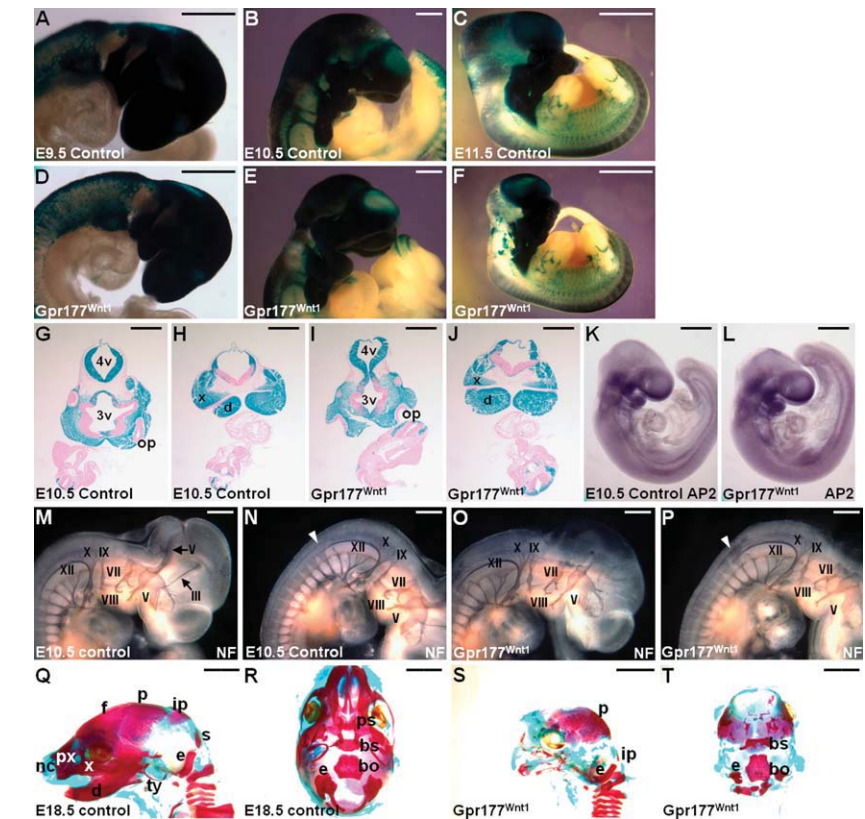 A B C
E9.5 Control E10.5 Control E11.5 Control
D E F
Gpr177Wnt1 Gpr177Wnt1 Gpr177Wnt1
G H I J K L
4v 4v
x x
3v d 3v d
op op
E10.5 Control E10.5 Control Gpr177Wnt1 Gpr177Wnt1 E10.5 Control AP2 Gpr177Wnt1 AP2
M N O P
X IX V X IX X IX X IX
XII VII XII VII XII VII XII VII
VIII V III VIII V VIII V VIII V
E10.5 control NF E10.5 Control NF Gpr177Wnt1 NF Gpr177Wnt1 NF
Q R S T
f p ip p
ps
s bs ip bs
nc px x e e bo e e bo
d ty
E18.5 control E18.5 control Gpr177Wnt1 Gpr177Wnt1